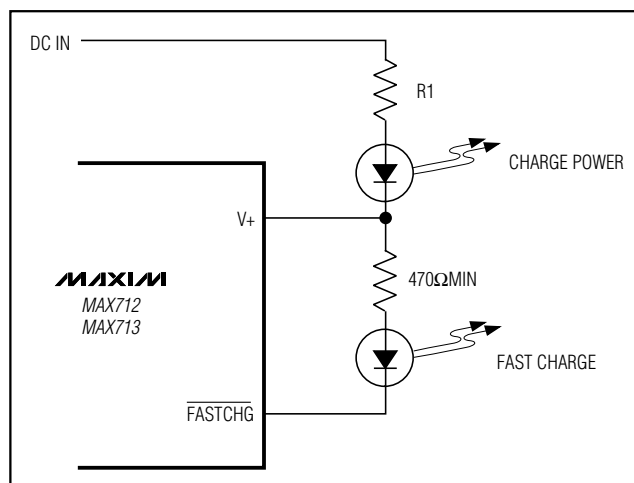 DC IN
R1
CHARGE POWER
V+
MAXIM
MAX712
MAX713
470ΩMIN
FAST CHARGE
FASTCHG